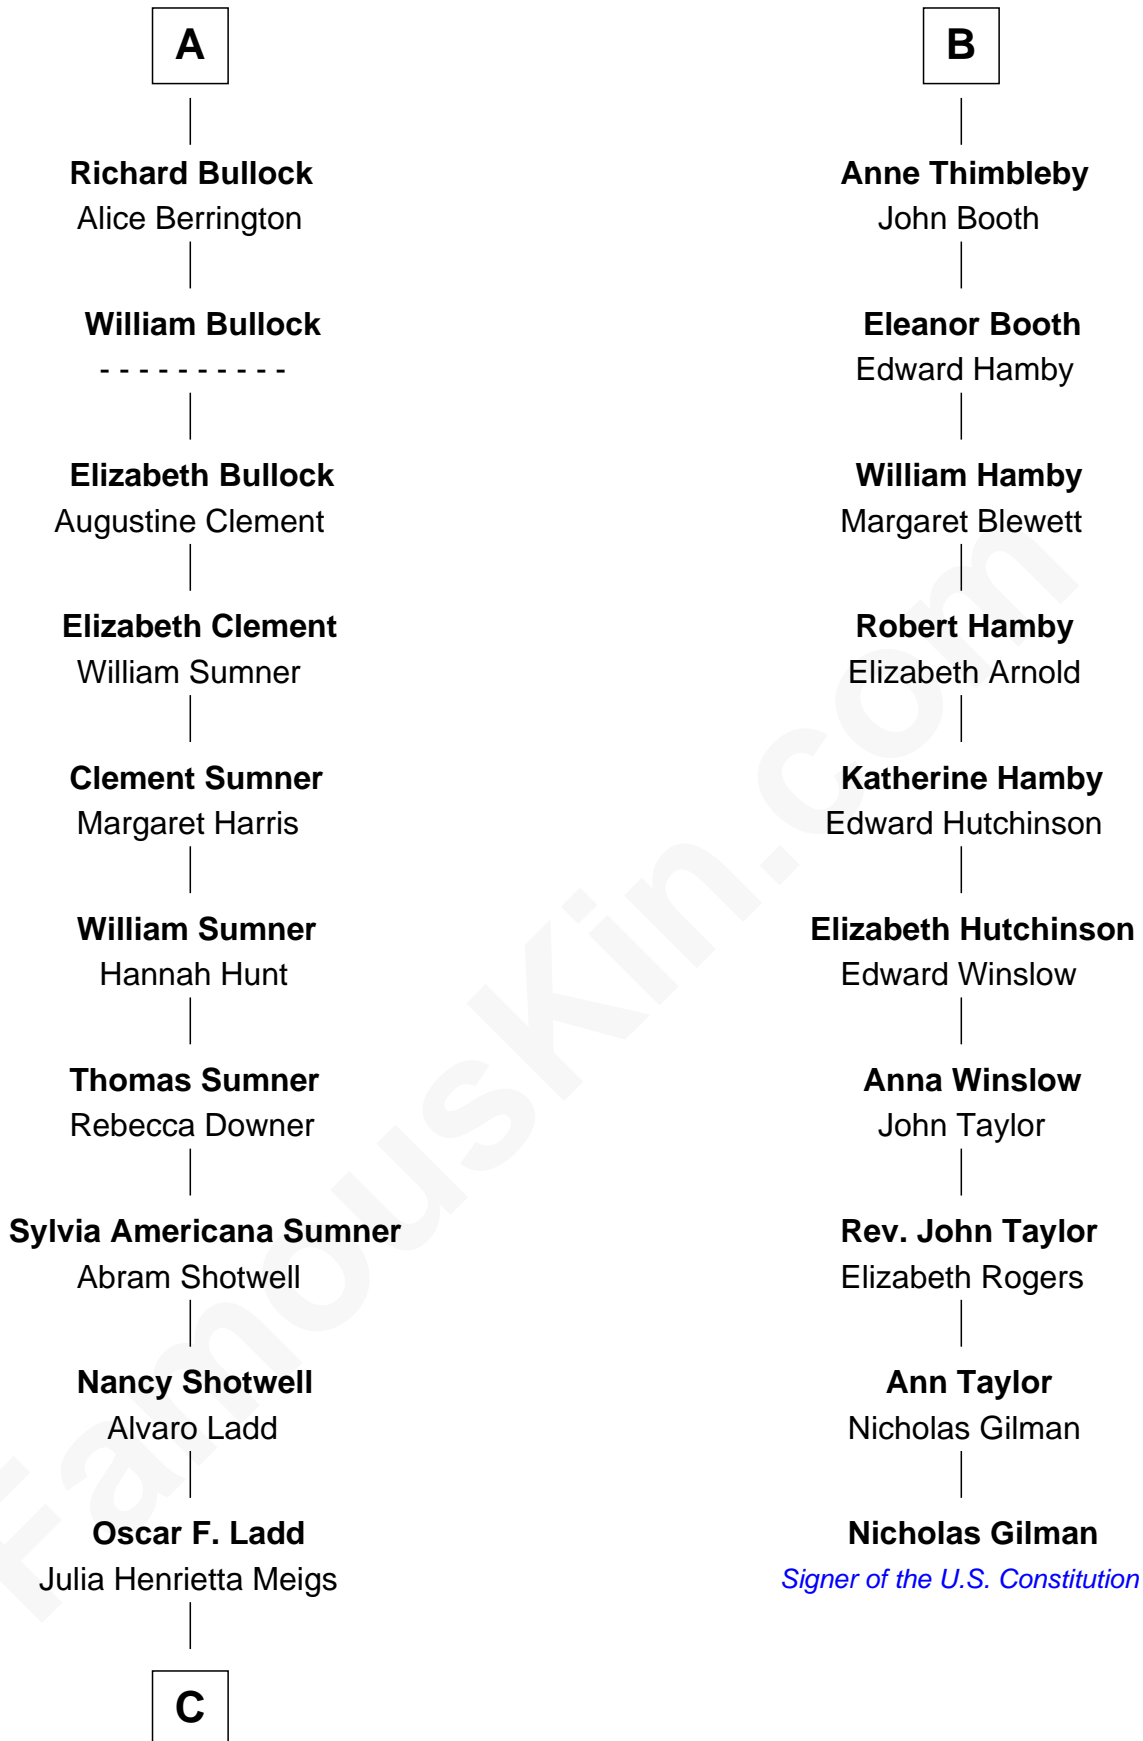 A
Richard Bullock
Alice Berrington
William Bullock
- - - - - - - - - -
Elizabeth Bullock
Augustine Clement
Elizabeth Clement
William Sumner
Clement Sumner
Margaret Harris
William Sumner
Hannah Hunt
Thomas Sumner
Rebecca Downer
Sylvia Americana Sumner
Abram Shotwell
Nancy Shotwell
Alvaro Ladd
Oscar F. Ladd
Julia Henrietta Meigs
C
B
Anne Thimbleby
John Booth
Eleanor Booth
Edward Hamby
William Hamby
Margaret Blewett
Robert Hamby
Elizabeth Arnold
Katherine Hamby
Edward Hutchinson
Elizabeth Hutchinson
Edward Winslow
Anna Winslow
John Taylor
Rev. John Taylor
Elizabeth Rogers
Ann Taylor
Nicholas Gilman
Nicholas Gilman
Signer of the U.S. Constitution
FamousKin.com